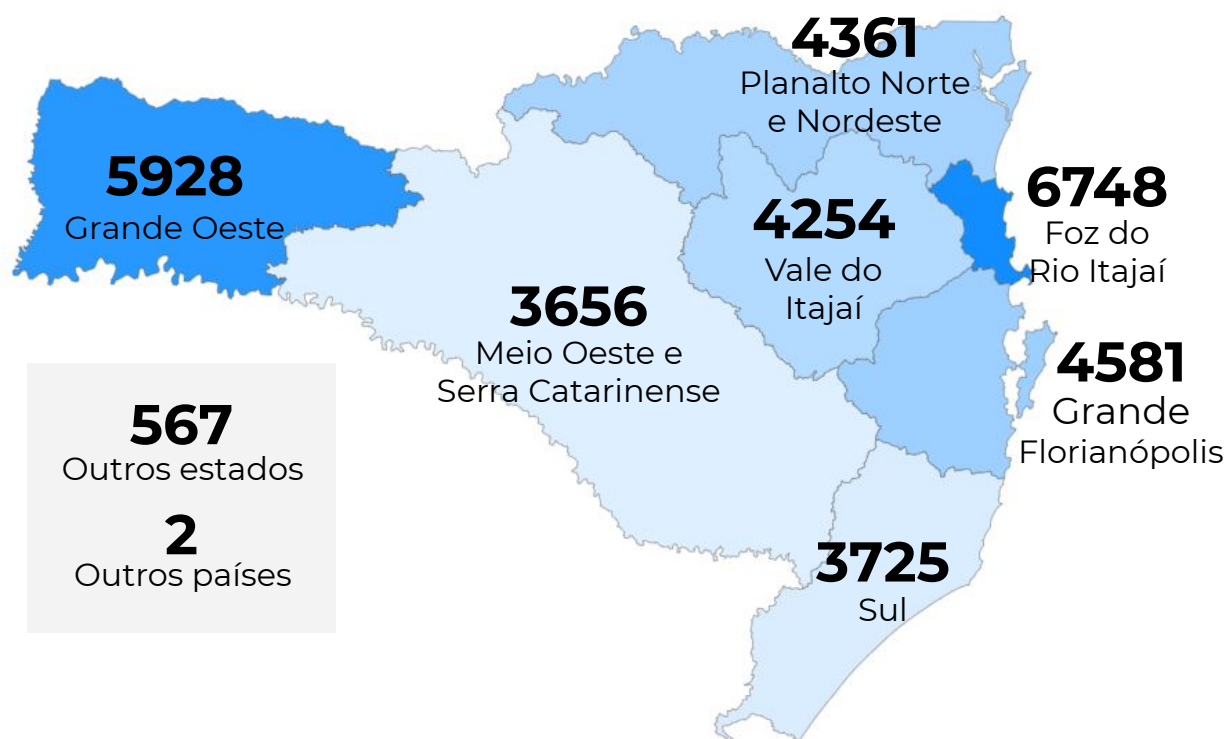 4361
Planalto Norte
e Nordeste
5928
Grande Oeste
6748
Foz do
Rio Itajaí
4254
Vale do
Itajaí
3656
Meio Oeste e
Serra Catarinense
4581
Grande
Florianópolis
567
Outros estados
2
Outros países
3725
Sul